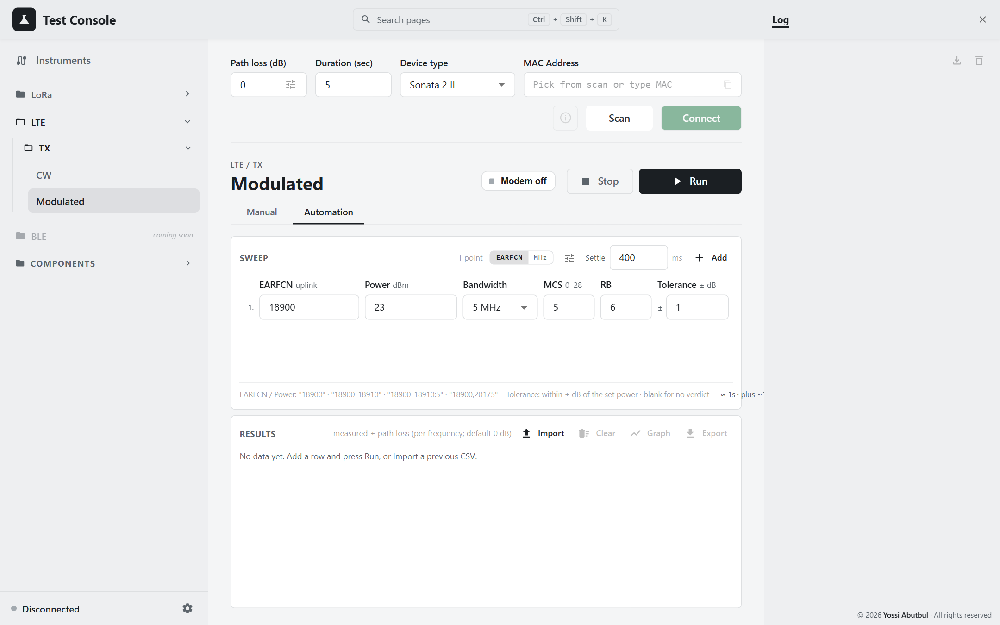 Test Console
Search pages
Ctrl + Shift + K
Log
Instruments
LoRa
LTE
TX
CW
Modulated
BLE
coming soon
COMPONENTS
Disconnected
Path loss (dB)
Duration (sec)
Device type
MAC Address
0
5
Sonata 2 IL
Pick from scan or type MAC
Scan
Connect
LTE / TX
Modulated
Modem off
Stop
Run
Manual
Automation
SWEEP
1 point
EARFCN
MHz
Settle
400
ms
Add
EARFCN uplink
Power dBm
Bandwidth
MCS 0–28
RB
Tolerance ± dB
1.
18900
23
5 MHz
5
6
± 1
EARFCN / Power: "18900" · "18900-18910" · "18900-18910:5" · "18900,20175"
Tolerance: within ± dB of the set power · blank for no verdict
≈ 1s · plus
RESULTS
measured + path loss (per frequency; default 0 dB)
Import
Clear
Graph
Export
No data yet. Add a row and press Run, or Import a previous CSV.
© 2026 Yossi Abutbul · All rights reserved